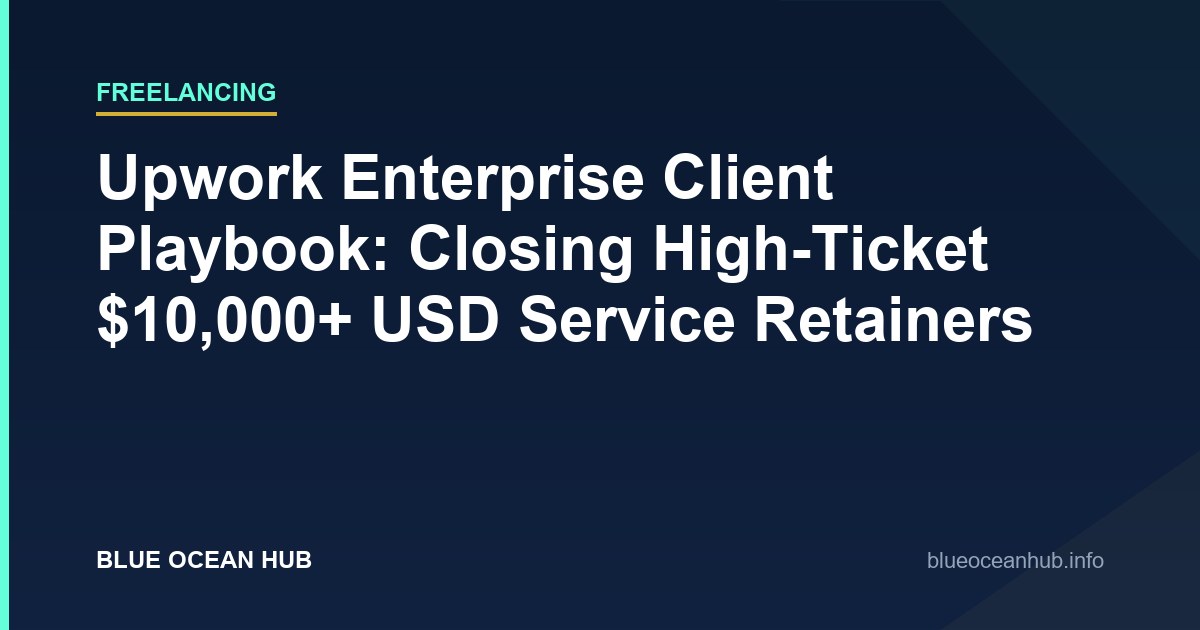 FREELANCING
Upwork Enterprise Client
Playbook: Closing High-Ticket
$10,000+ USD Service Retainers
BLUE OCEAN HUB
blueoceanhub.info